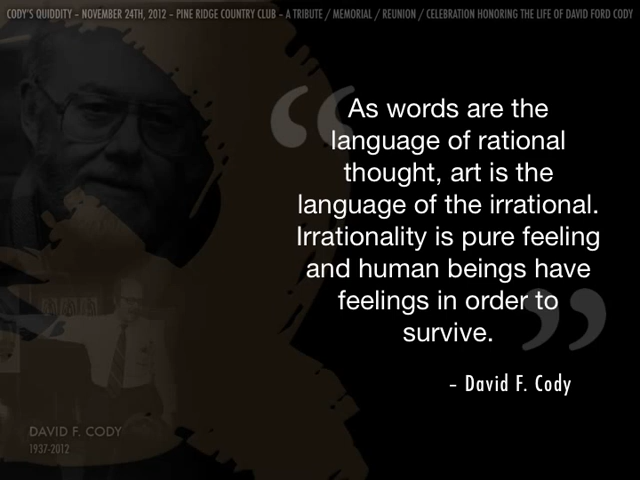 CODY'S QUIDDITY - NOVEMBER 24TH, 2012 - PINE RIDGE COUNTRY CLUB - A TRIBUTE / MEMORIAL / REUNION / CELEBRATION HONORING THE LIFE OF DAVID FORD CODY
“ As words are the
language of rational
thought, art is the
language of the irrational.
Irrationality is pure feeling
and human beings have
feelings in order to
survive. ”
- David F. Cody
DAVID F. CODY
1937-2012